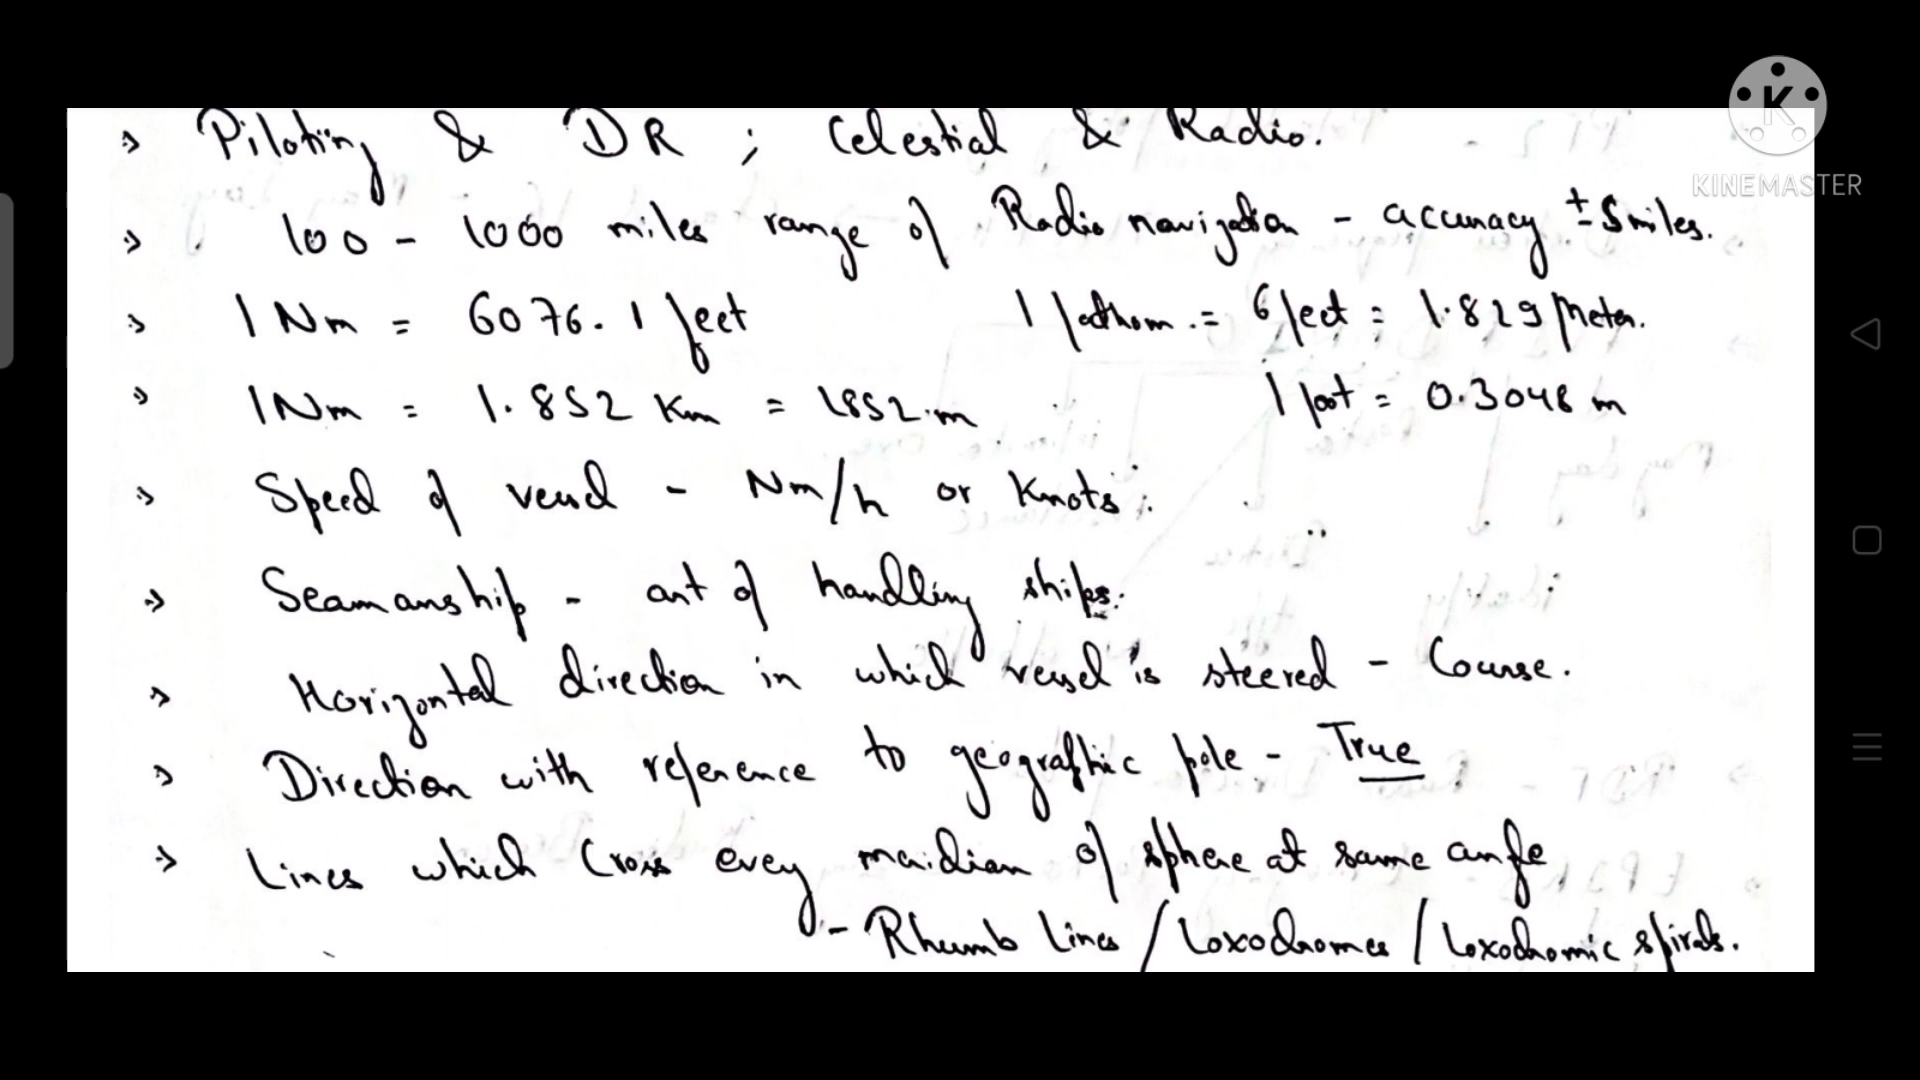 → Piloting & DR ; Celestial & Radio.
KINEMASTER
→ 100 - 1000 miles range of Radio navigation - accuracy ± 5 miles.
→ 1 Nm = 6076.1 feet 1 fathom = 6 feet = 1.829 meter.
→ 1 Nm = 1.852 Km = 1852 m 1 foot = 0.3048 m
→ Speed of vessel - Nm/h or Knots.
→ Seamanship - art of handling ships.
→ Horizontal direction in which vessel is steered - Course.
→ Direction with reference to geographic pole - True
→ Lines which Cross every meridian of sphere at same angle
- Rhumb Lines / Loxodromes / Loxodromic spirals.